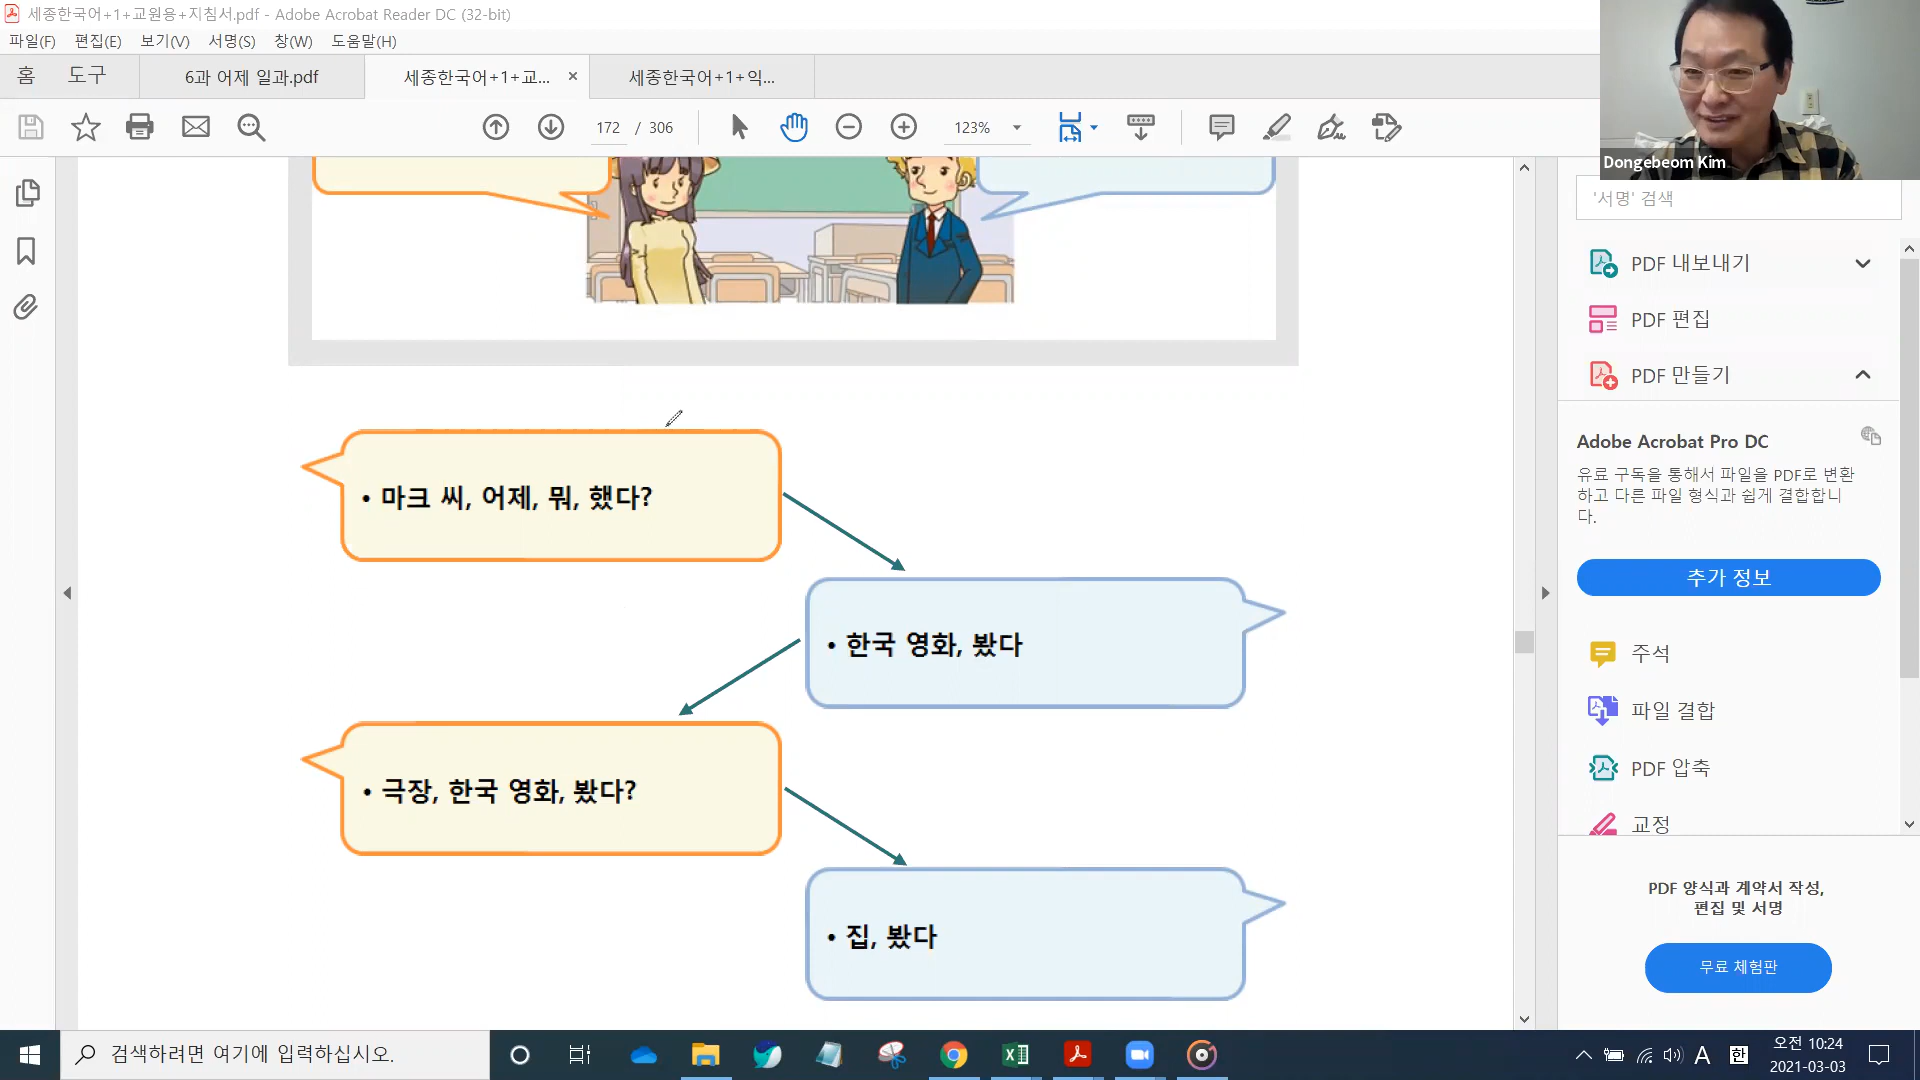 세종한국어+1+교원용+지침서.pdf - Adobe Acrobat Reader DC (32-bit)
파일(F) 편집(E) 보기(V) 서명(S) 창(W) 도움말(H)
홈 도구 6과 어제 일과.pdf 세종한국어+1+교... × 세종한국어+1+익...
172 / 306 123%
Dongebeom Kim
'서명' 검색
PDF 내보내기
PDF 편집
PDF 만들기
Adobe Acrobat Pro DC
유료 구독을 통해서 파일을 PDF로 변환
하고 다른 파일 형식과 쉽게 결합합니
다.
추가 정보
주석
파일 결합
PDF 압축
교정
PDF 양식과 계약서 작성,
편집 및 서명
무료 체험판
• 마크 씨, 어제, 뭐, 했다?
• 한국 영화, 봤다
• 극장, 한국 영화, 봤다?
• 집, 봤다
검색하려면 여기에 입력하십시오.
A 한 오전 10:24
2021-03-03